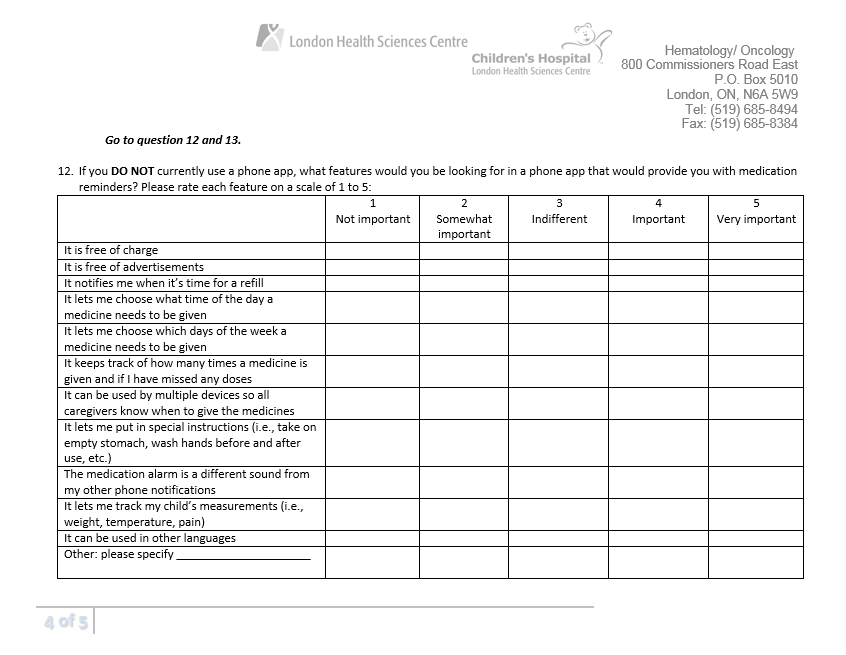 London Health Sciences Centre
Children's Hospital
London Health Sciences Centre
Hematology/ Oncology
800 Commissioners Road East
P.O. Box 5010
London, ON, N6A 5W9
Tel: (519) 685-8494
Fax: (519) 685-8384
Go to question 12 and 13.
12. If you DO NOT currently use a phone app, what features would you be looking for in a phone app that would provide you with medication
reminders? Please rate each feature on a scale of 1 to 5:
1 2 3 4 5
Not important Somewhat Indifferent Important Very important
important
It is free of charge
It is free of advertisements
It notifies me when it's time for a refill
It lets me choose what time of the day a
medicine needs to be given
It lets me choose which days of the week a
medicine needs to be given
It keeps track of how many times a medicine is
given and if I have missed any doses
It can be used by multiple devices so all
caregivers know when to give the medicines
It lets me put in special instructions (i.e., take on
empty stomach, wash hands before and after
use, etc.)
The medication alarm is a different sound from
my other phone notifications
It lets me track my child's measurements (i.e.,
weight, temperature, pain)
It can be used in other languages
Other: please specify ______________________
4 of 5